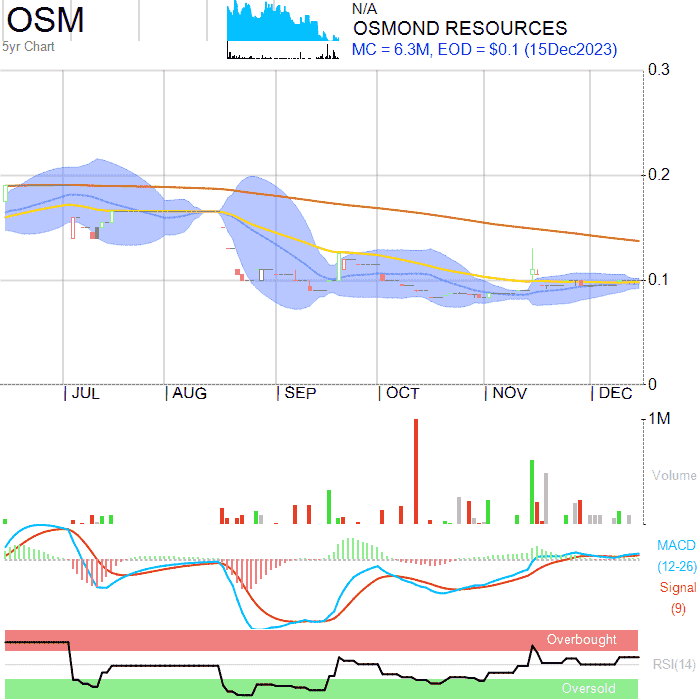 OSM
5yr Chart
N/A
OSMOND RESOURCES
MC = 6.3M, EOD = $0.1 (15Dec2023)
0.3
0.2
0.1
0
JUL AUG SEP OCT NOV DEC
1M
Volume
MACD
(12-26)
Signal
(9)
Overbought
RSI(14)
Oversold